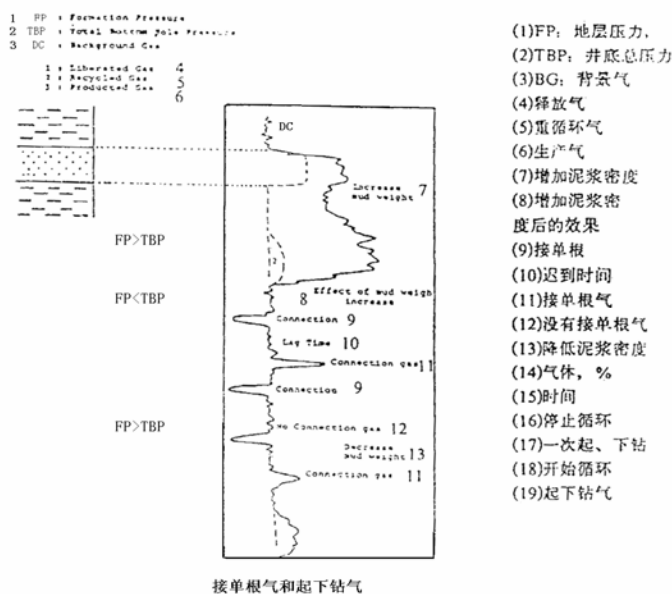 1 FP : Formation Pressure
2 TBP : Total Bottom Hole Pressure
3 DC : Background Gas
1 : Liberated Gas 4
2 : Recycled Gas 5
3 : Producted Gas
6
DC
Increase
mud weight 7
2
FP>TBP
FP<TBP
8 Effect of mud weigh
increase
Connection 9
Lag Time 10
Connection gas 11
Connection 9
No Connection gas 12
FP>TBP
Decrease
mud weight 13
Connection gas 11
接单根气和起下钻气
(1)FP：地层压力，
(2)TBP：井底总压力
(3)BG：背景气
(4)释放气
(5)重循环气
(6)生产气
(7)增加泥浆密度
(8)增加泥浆密
度后的效果
(9)接单根
(10)迟到时间
(11)接单根气
(12)没有接单根气
(13)降低泥浆密度
(14)气体，%
(15)时间
(16)停止循环
(17)一次起、下钻
(18)开始循环
(19)起下钻气